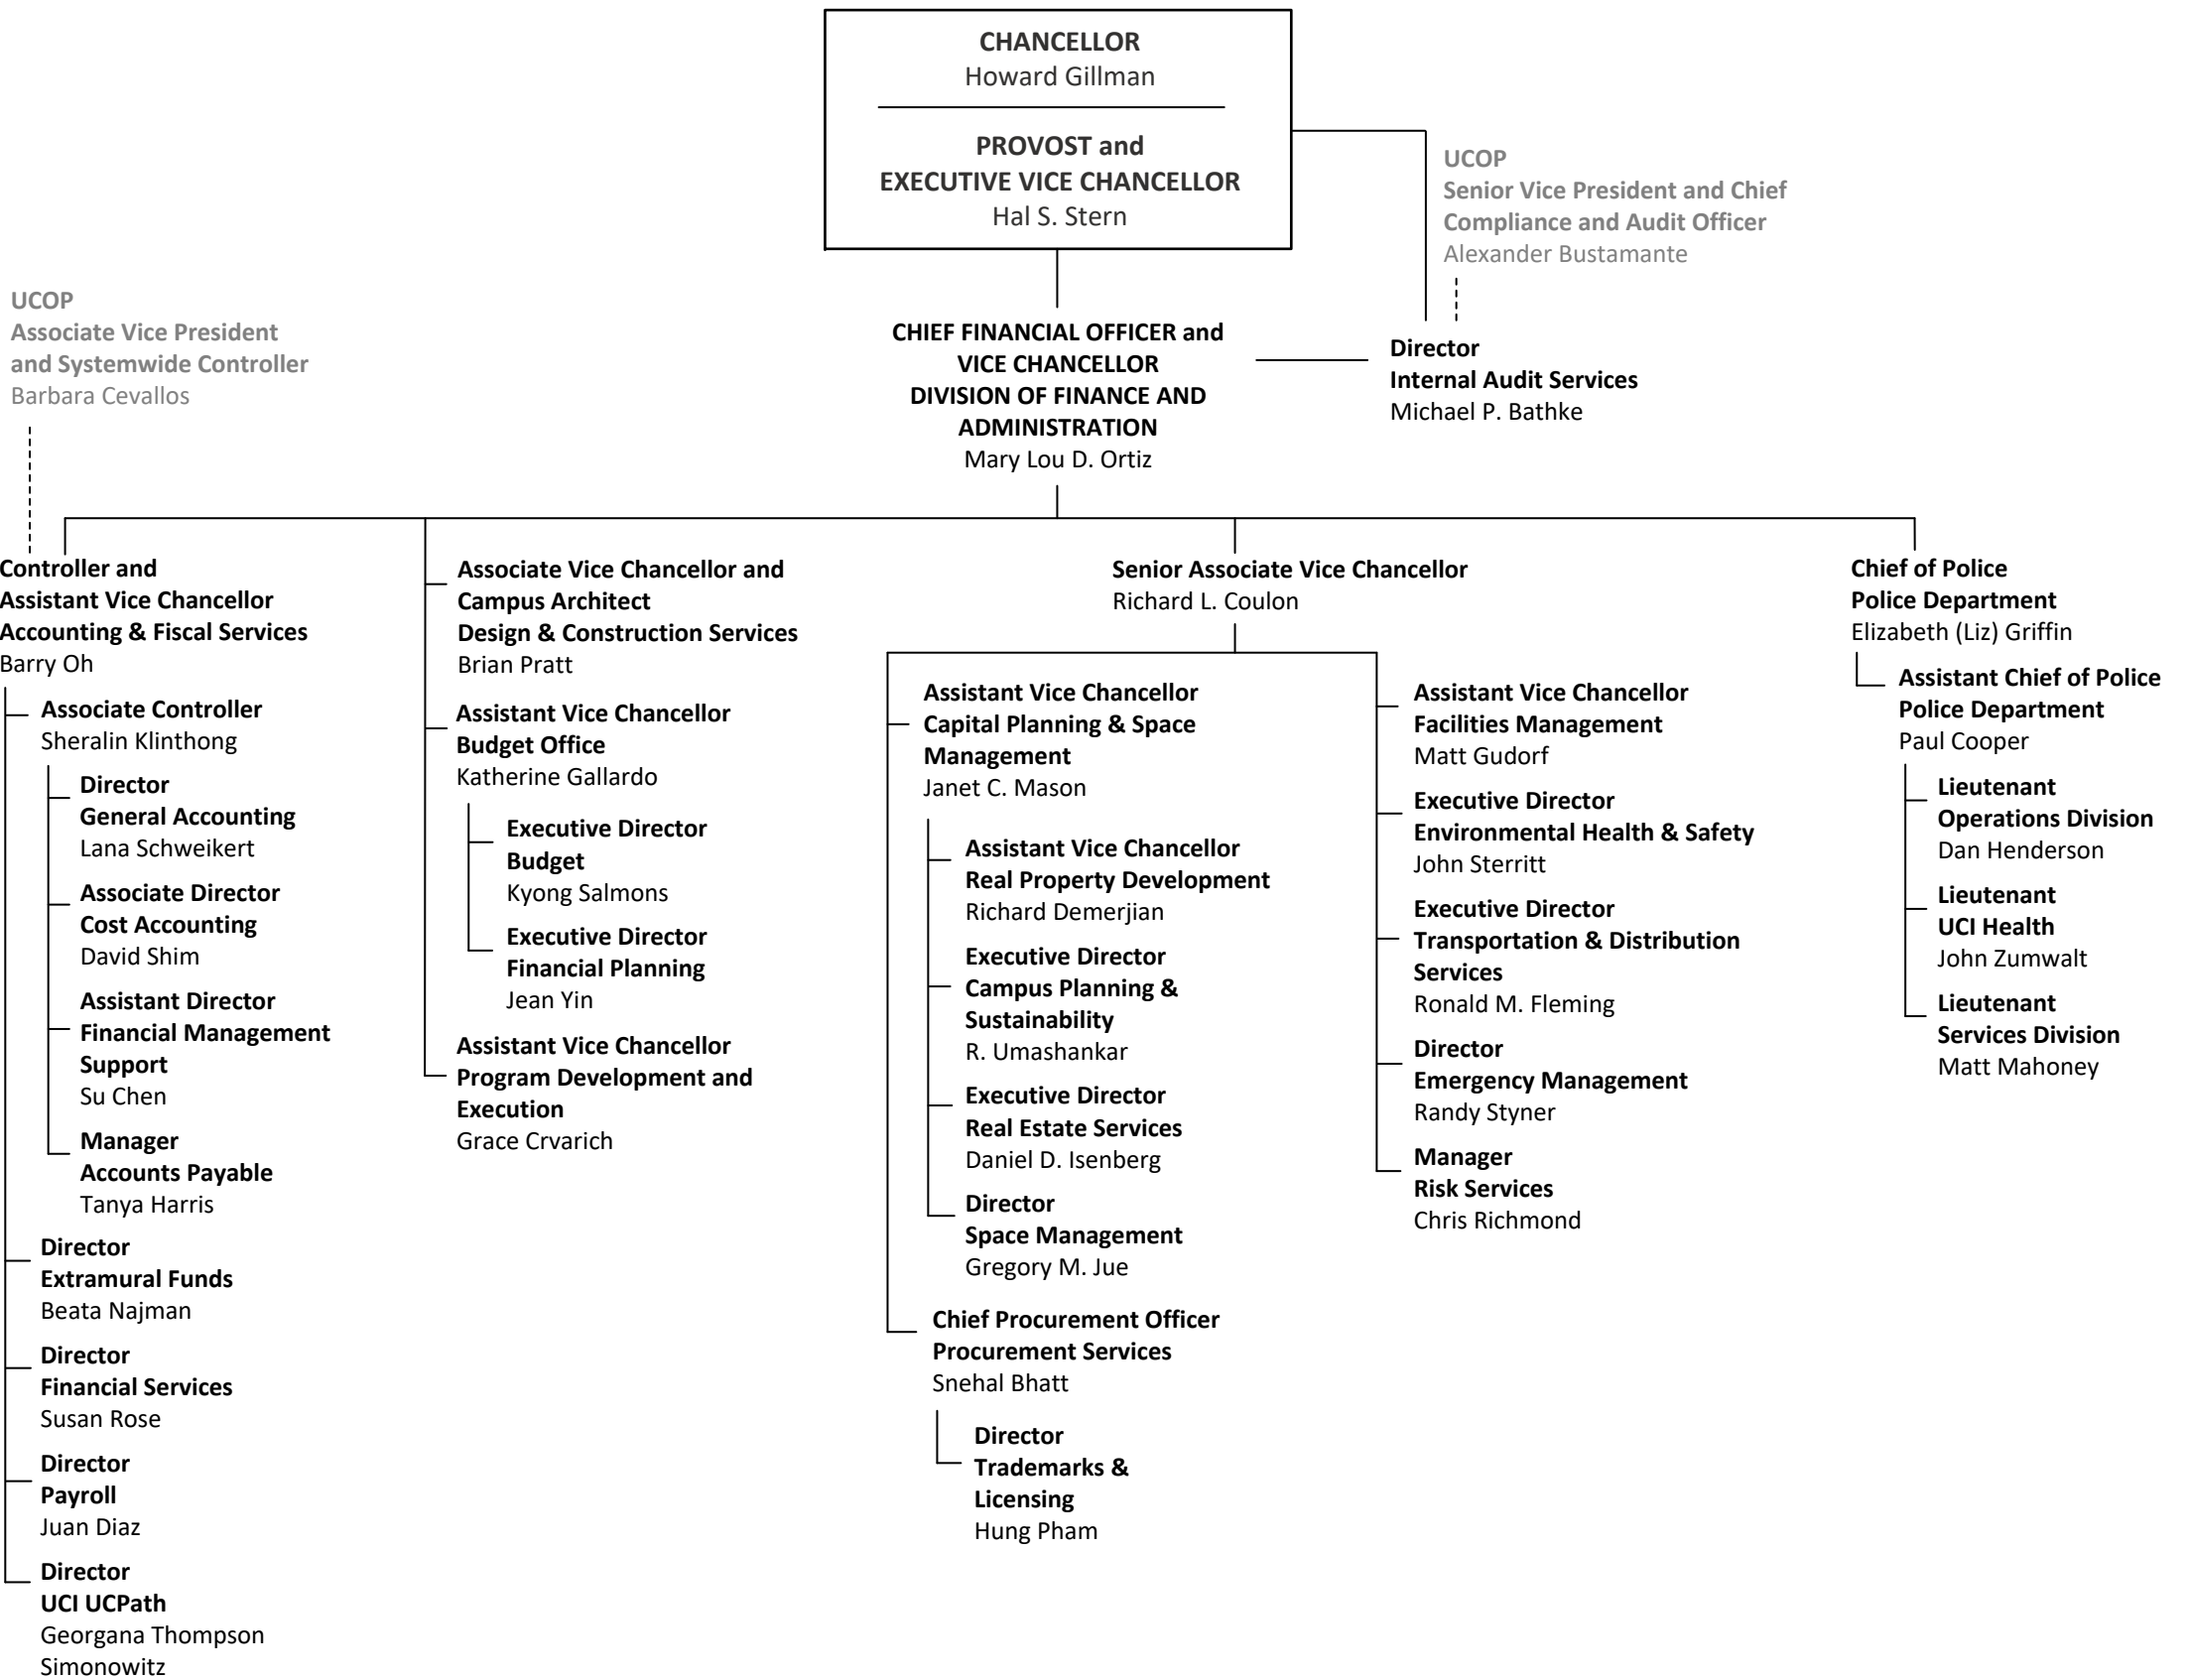 CHANCELLOR
Howard Gillman
PROVOST and
EXECUTIVE VICE CHANCELLOR
Hal S. Stern
UCOP
Senior Vice President and Chief
Compliance and Audit Officer
Alexander Bustamante
UCOP
Associate Vice President
and Systemwide Controller
Barbara Cevallos
CHIEF FINANCIAL OFFICER and
VICE CHANCELLOR
DIVISION OF FINANCE AND
ADMINISTRATION
Mary Lou D. Ortiz
Director
Internal Audit Services
Michael P. Bathke
Controller and
Assistant Vice Chancellor
Accounting & Fiscal Services
Barry Oh
Associate Controller
Sheralin Klinthong
Director
General Accounting
Lana Schweikert
Associate Director
Cost Accounting
David Shim
Assistant Director
Financial Management
Support
Su Chen
Manager
Accounts Payable
Tanya Harris
Director
Extramural Funds
Beata Najman
Director
Financial Services
Susan Rose
Director
Payroll
Juan Diaz
Director
UCI UCPath
Georgana Thompson
Simonowitz
Associate Vice Chancellor and
Campus Architect
Design & Construction Services
Brian Pratt
Assistant Vice Chancellor
Budget Office
Katherine Gallardo
Executive Director
Budget
Kyong Salmons
Executive Director
Financial Planning
Jean Yin
Assistant Vice Chancellor
Program Development and
Execution
Grace Crvarich
Senior Associate Vice Chancellor
Richard L. Coulon
Assistant Vice Chancellor
Capital Planning & Space
Management
Janet C. Mason
Assistant Vice Chancellor
Real Property Development
Richard Demerjian
Executive Director
Campus Planning &
Sustainability
R. Umashankar
Executive Director
Real Estate Services
Daniel D. Isenberg
Director
Space Management
Gregory M. Jue
Chief Procurement Officer
Procurement Services
Snehal Bhatt
Director
Trademarks &
Licensing
Hung Pham
Assistant Vice Chancellor
Facilities Management
Matt Gudorf
Executive Director
Environmental Health & Safety
John Sterritt
Executive Director
Transportation & Distribution
Services
Ronald M. Fleming
Director
Emergency Management
Randy Styner
Manager
Risk Services
Chris Richmond
Chief of Police
Police Department
Elizabeth (Liz) Griffin
Assistant Chief of Police
Police Department
Paul Cooper
Lieutenant
Operations Division
Dan Henderson
Lieutenant
UCI Health
John Zumwalt
Lieutenant
Services Division
Matt Mahoney